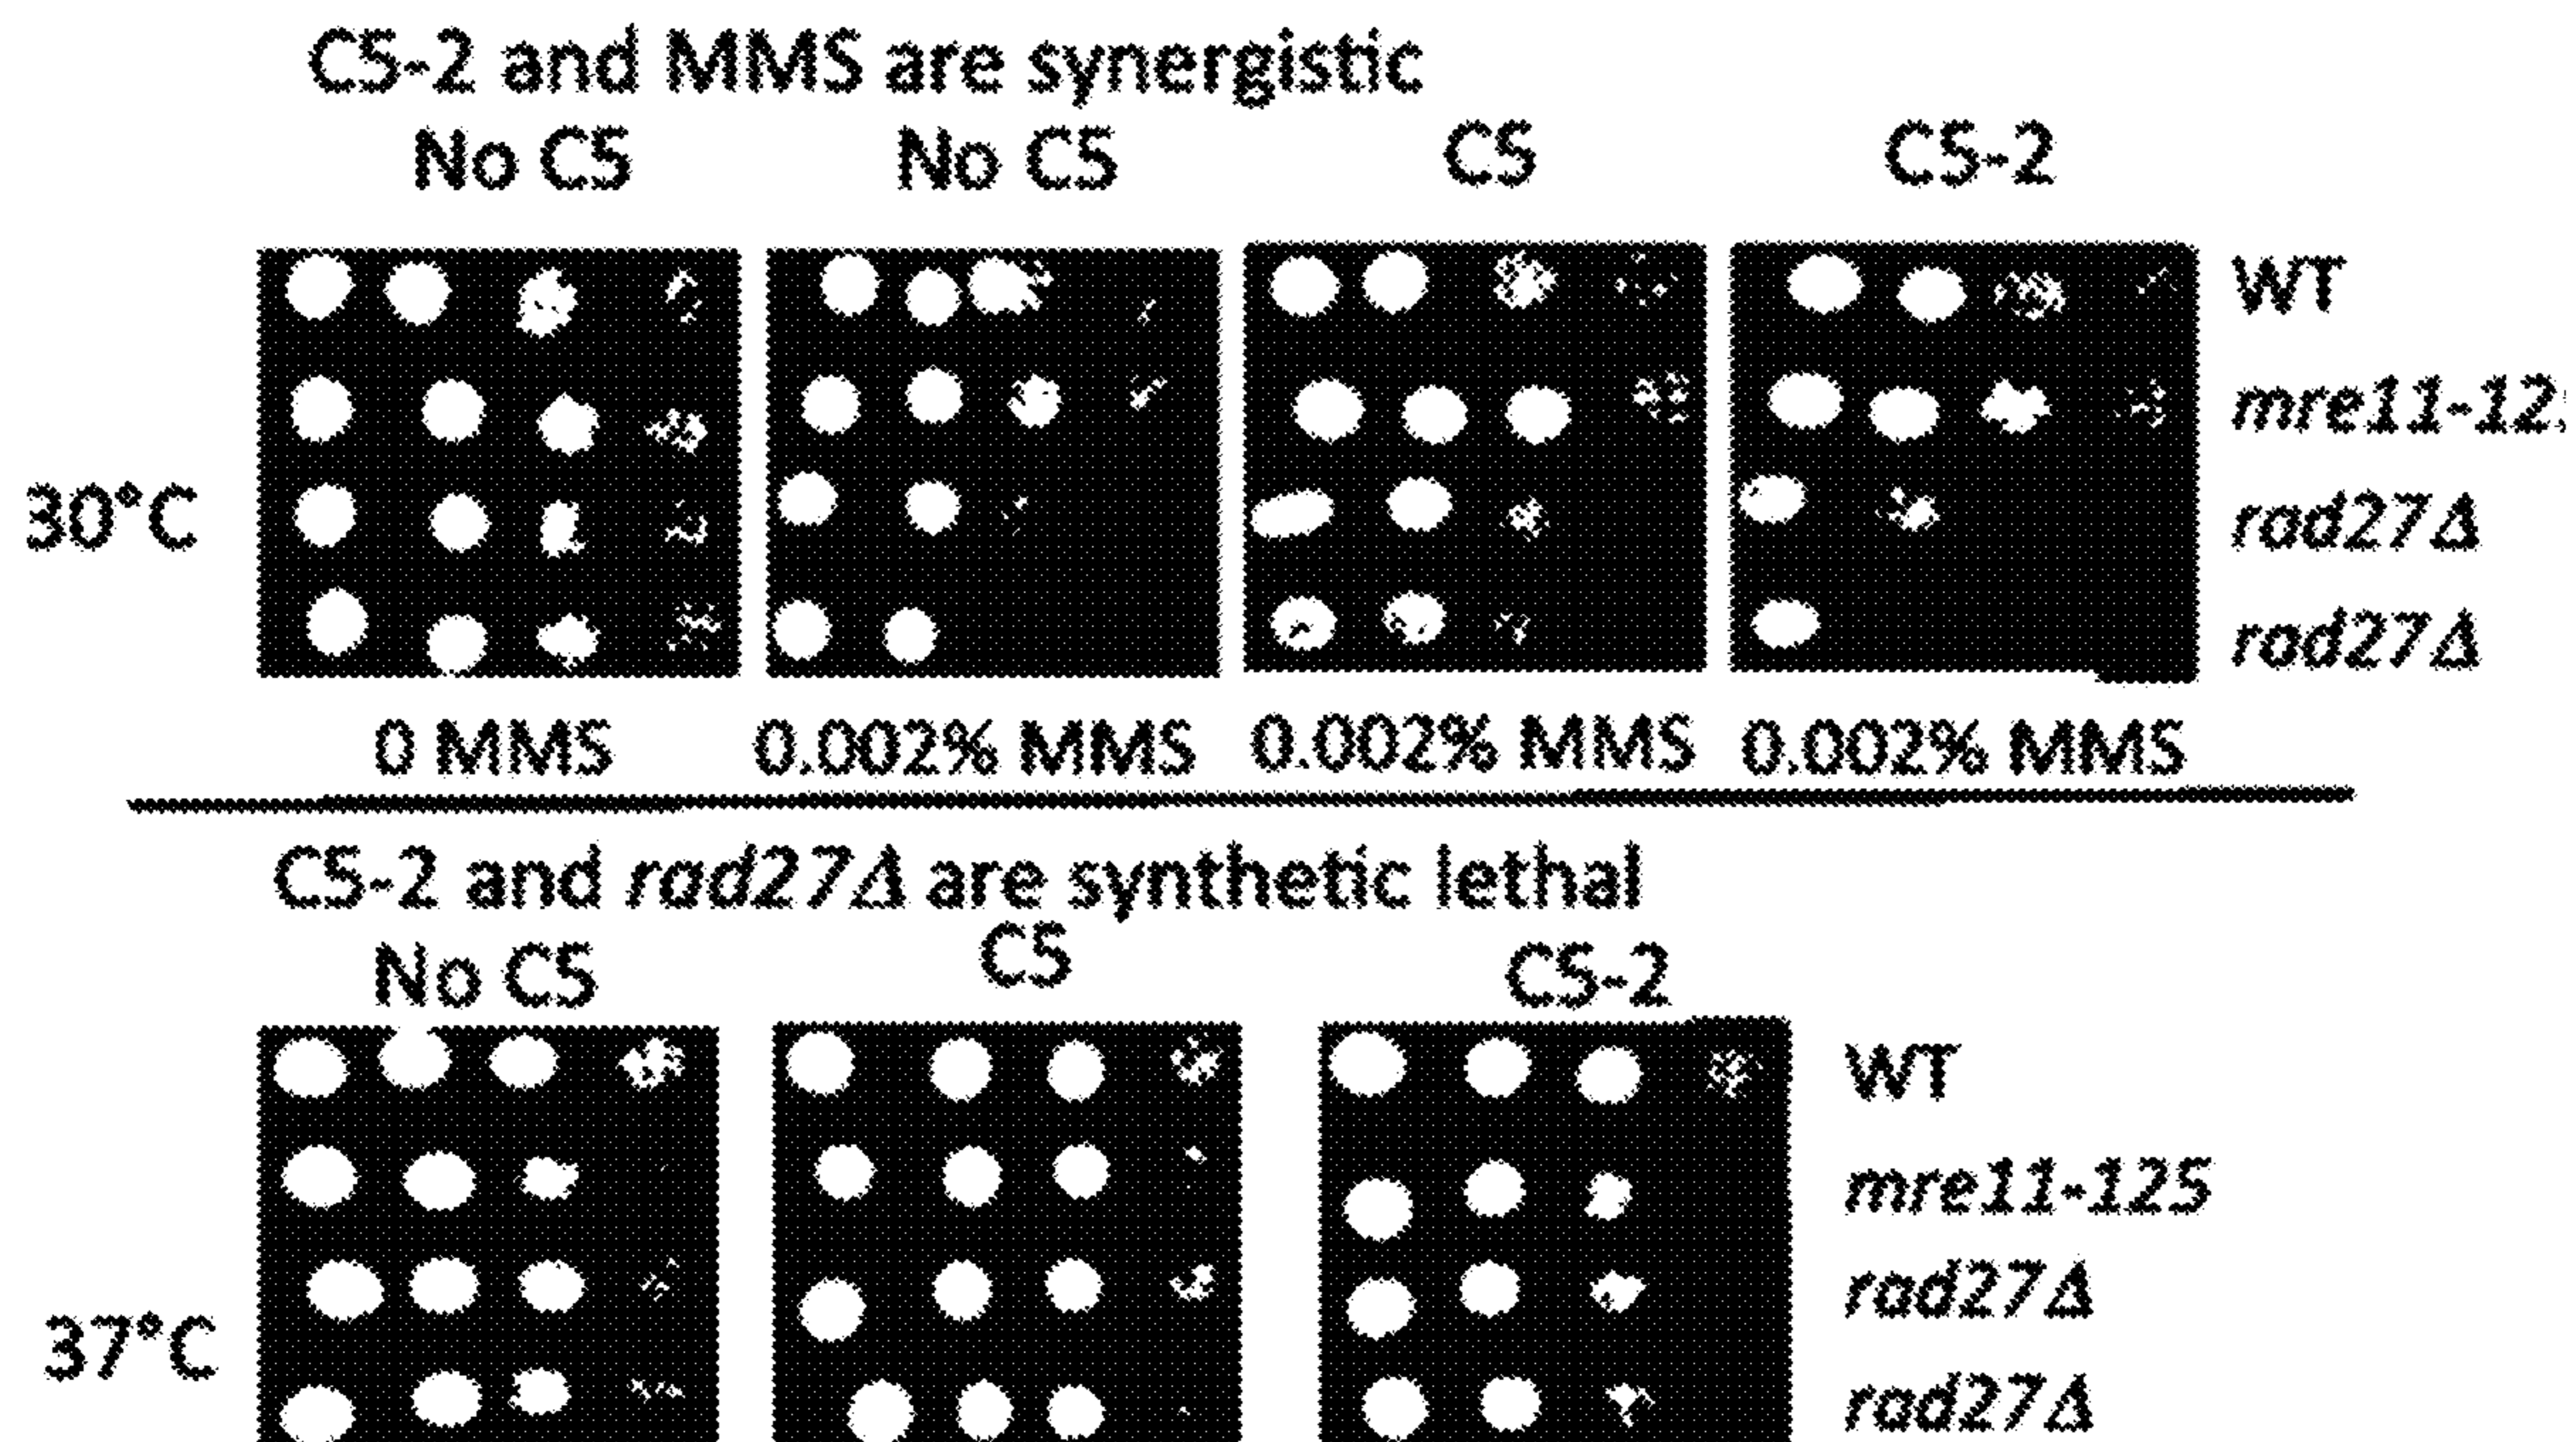 C5-2 and MMS are synergistic
No C5 No C5 C5 C5-2
WT
mre11-12
30°C
rad27Δ
rad27Δ
0 MMS 0.002% MMS 0.002% MMS 0.002% MMS
C5-2 and rad27Δ are synthetic lethal
No C5 C5 C5-2
WT
mre11-125
rad27Δ
37°C
rad27Δ